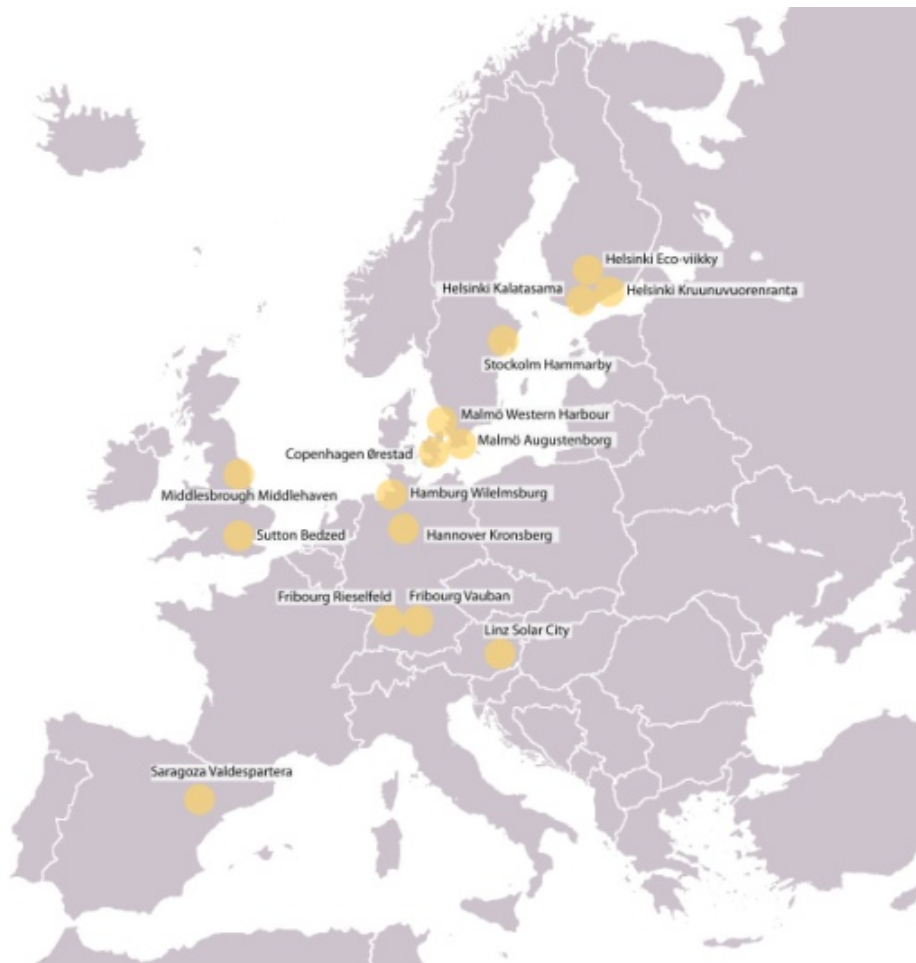 Helsinki Eco-viikky
Helsinki Kalatasama
Helsinki Kruunuvuorenranta
Stockolm Hammarby
Malmö Western Harbour
Malmö Augustenborg
Copenhagen Ørestad
Hamburg Wilelmsburg
Middlesbrough Middlehaven
Sutton Bedzed
Hannover Kronsberg
Fribourg Rieselfeld
Fribourg Vauban
Linz Solar City
Saragoza Valdespartera